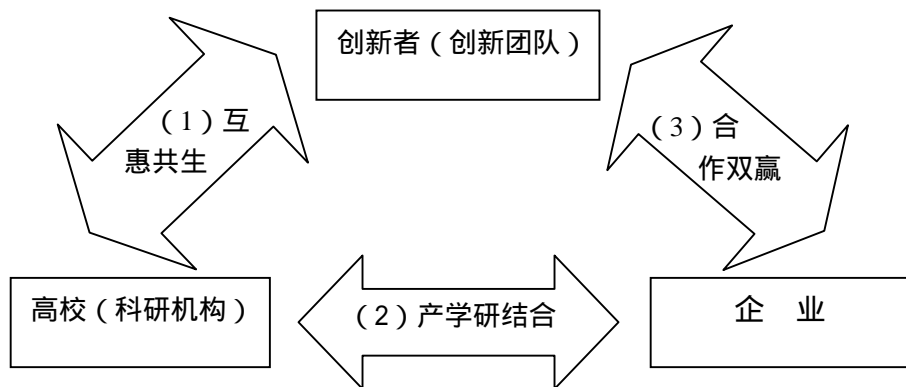 创新者（创新团队）
（1）互
惠共生
（3）合
作双赢
高校（科研机构）
（2）产学研结合
企 业